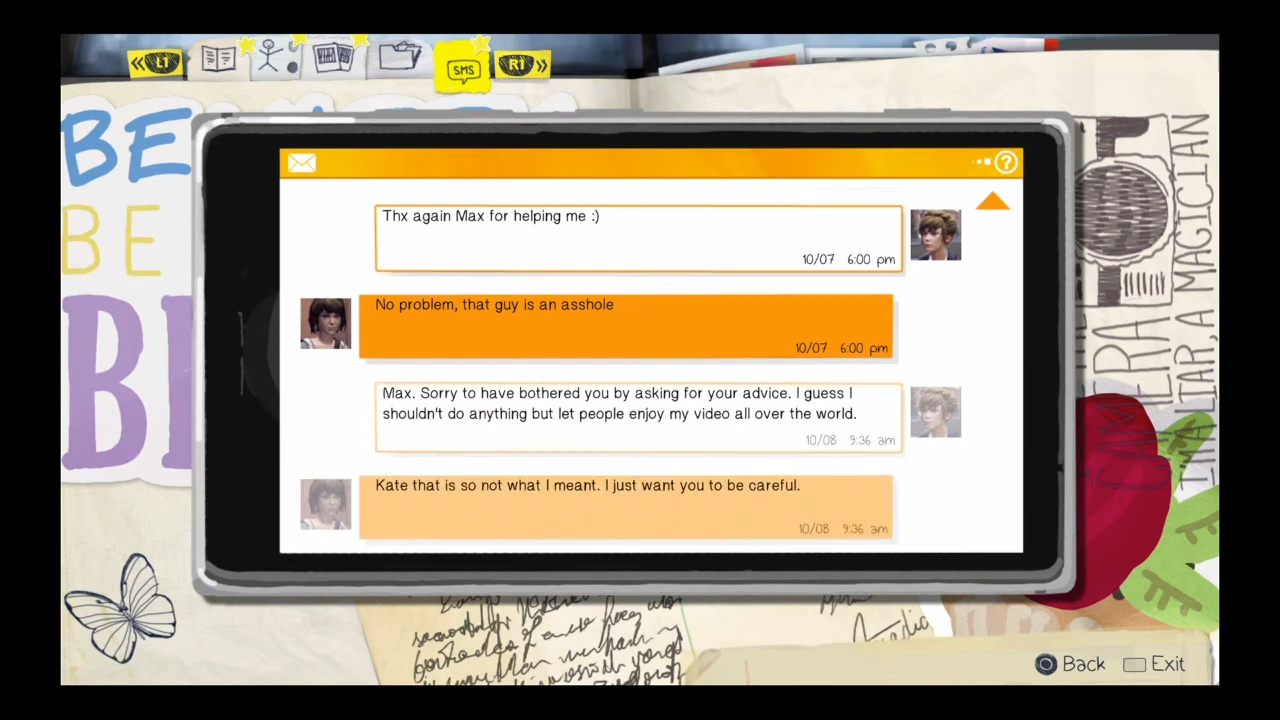 L1
SMS
R1
BE
BE
Thx again Max for helping me :)
10/07 6:00 pm
No problem, that guy is an asshole
10/07 6:00 pm
Max. Sorry to have bothered you by asking for your advice. I guess I
shouldn't do anything but let people enjoy my video all over the world.
10/08 9:36 am
Kate that is so not what I meant. I just want you to be careful.
10/08 9:36 am
CAMERA
TAR, A MAGICIAN
Back
Exit